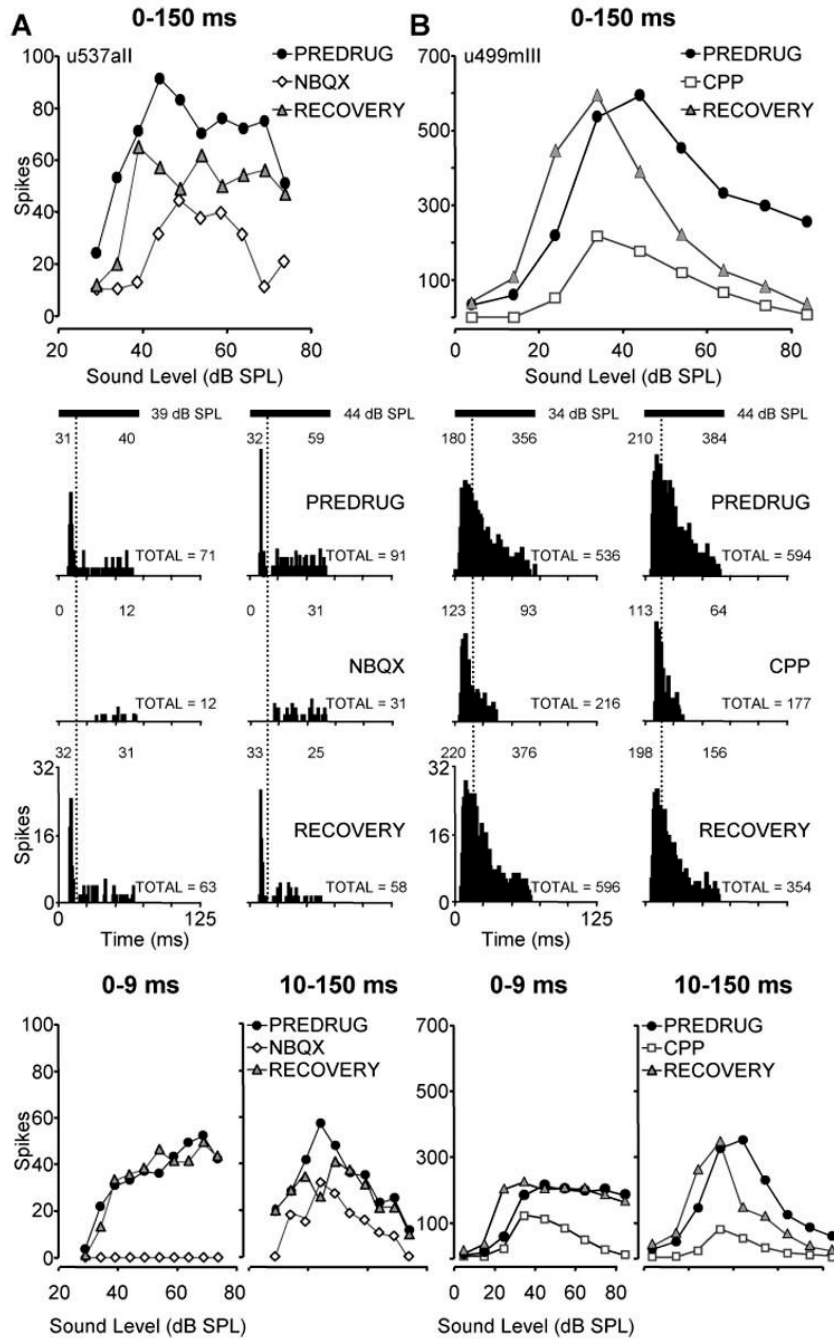 A 0-150 ms B 0-150 ms
100
80
60
40
20
0
Spikes
u537aII
PREDRUG
NBQX
RECOVERY
20 40 60 80
Sound Level (dB SPL)
700
500
300
100
u499mIII
PREDRUG
CPP
RECOVERY
0 20 40 60 80
Sound Level (dB SPL)
39 dB SPL 44 dB SPL 34 dB SPL 44 dB SPL
31 40 32 59 180 356 210 384
PREDRUG PREDRUG
TOTAL = 71 TOTAL = 91 TOTAL = 536 TOTAL = 594
0 12 0 31 123 93 113 64
NBQX CPP
TOTAL = 12 TOTAL = 31 TOTAL = 216 TOTAL = 177
32 31 33 25 220 376 198 156
32 32
RECOVERY RECOVERY
Spikes
16 16
TOTAL = 63 TOTAL = 58 TOTAL = 596 TOTAL = 354
0 0
0 125 0 125
Time (ms) Time (ms)
0-9 ms 10-150 ms 0-9 ms 10-150 ms
100
80
60
40
20
0
Spikes
PREDRUG
NBQX
RECOVERY
20 40 60 80
Sound Level (dB SPL)
700
500
300
100
PREDRUG
CPP
RECOVERY
0 20 40 60 80
Sound Level (dB SPL)